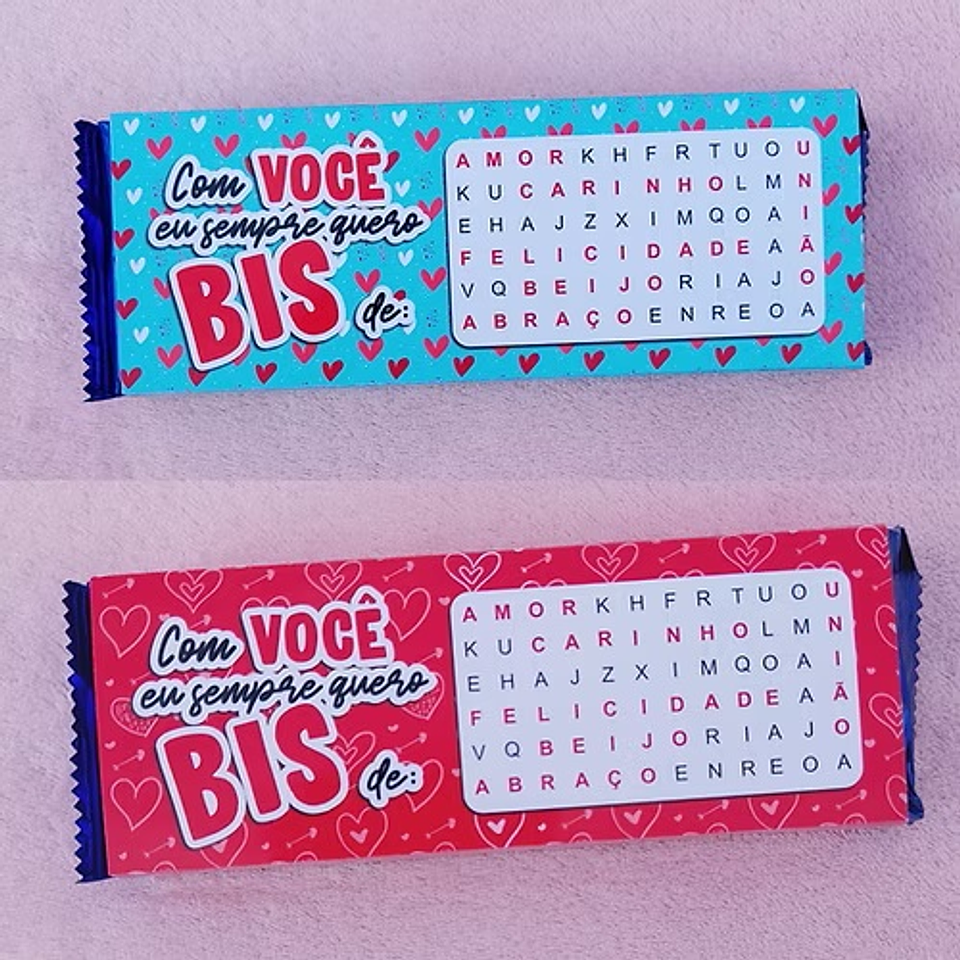 Com VOCÊ
eu sempre quero
BIS de:
A M O R K H F R T U O U
K U C A R I N H O L M N
E H A J Z X I M Q O A I
F E L I C I D A D E A Ã
V Q B E I J O R I A J O
A B R A Ç O E N R E O A
Com VOCÊ
eu sempre quero
BIS de:
A M O R K H F R T U O U
K U C A R I N H O L M N
E H A J Z X I M Q O A I
F E L I C I D A D E A Ã
V Q B E I J O R I A J O
A B R A Ç O E N R E O A